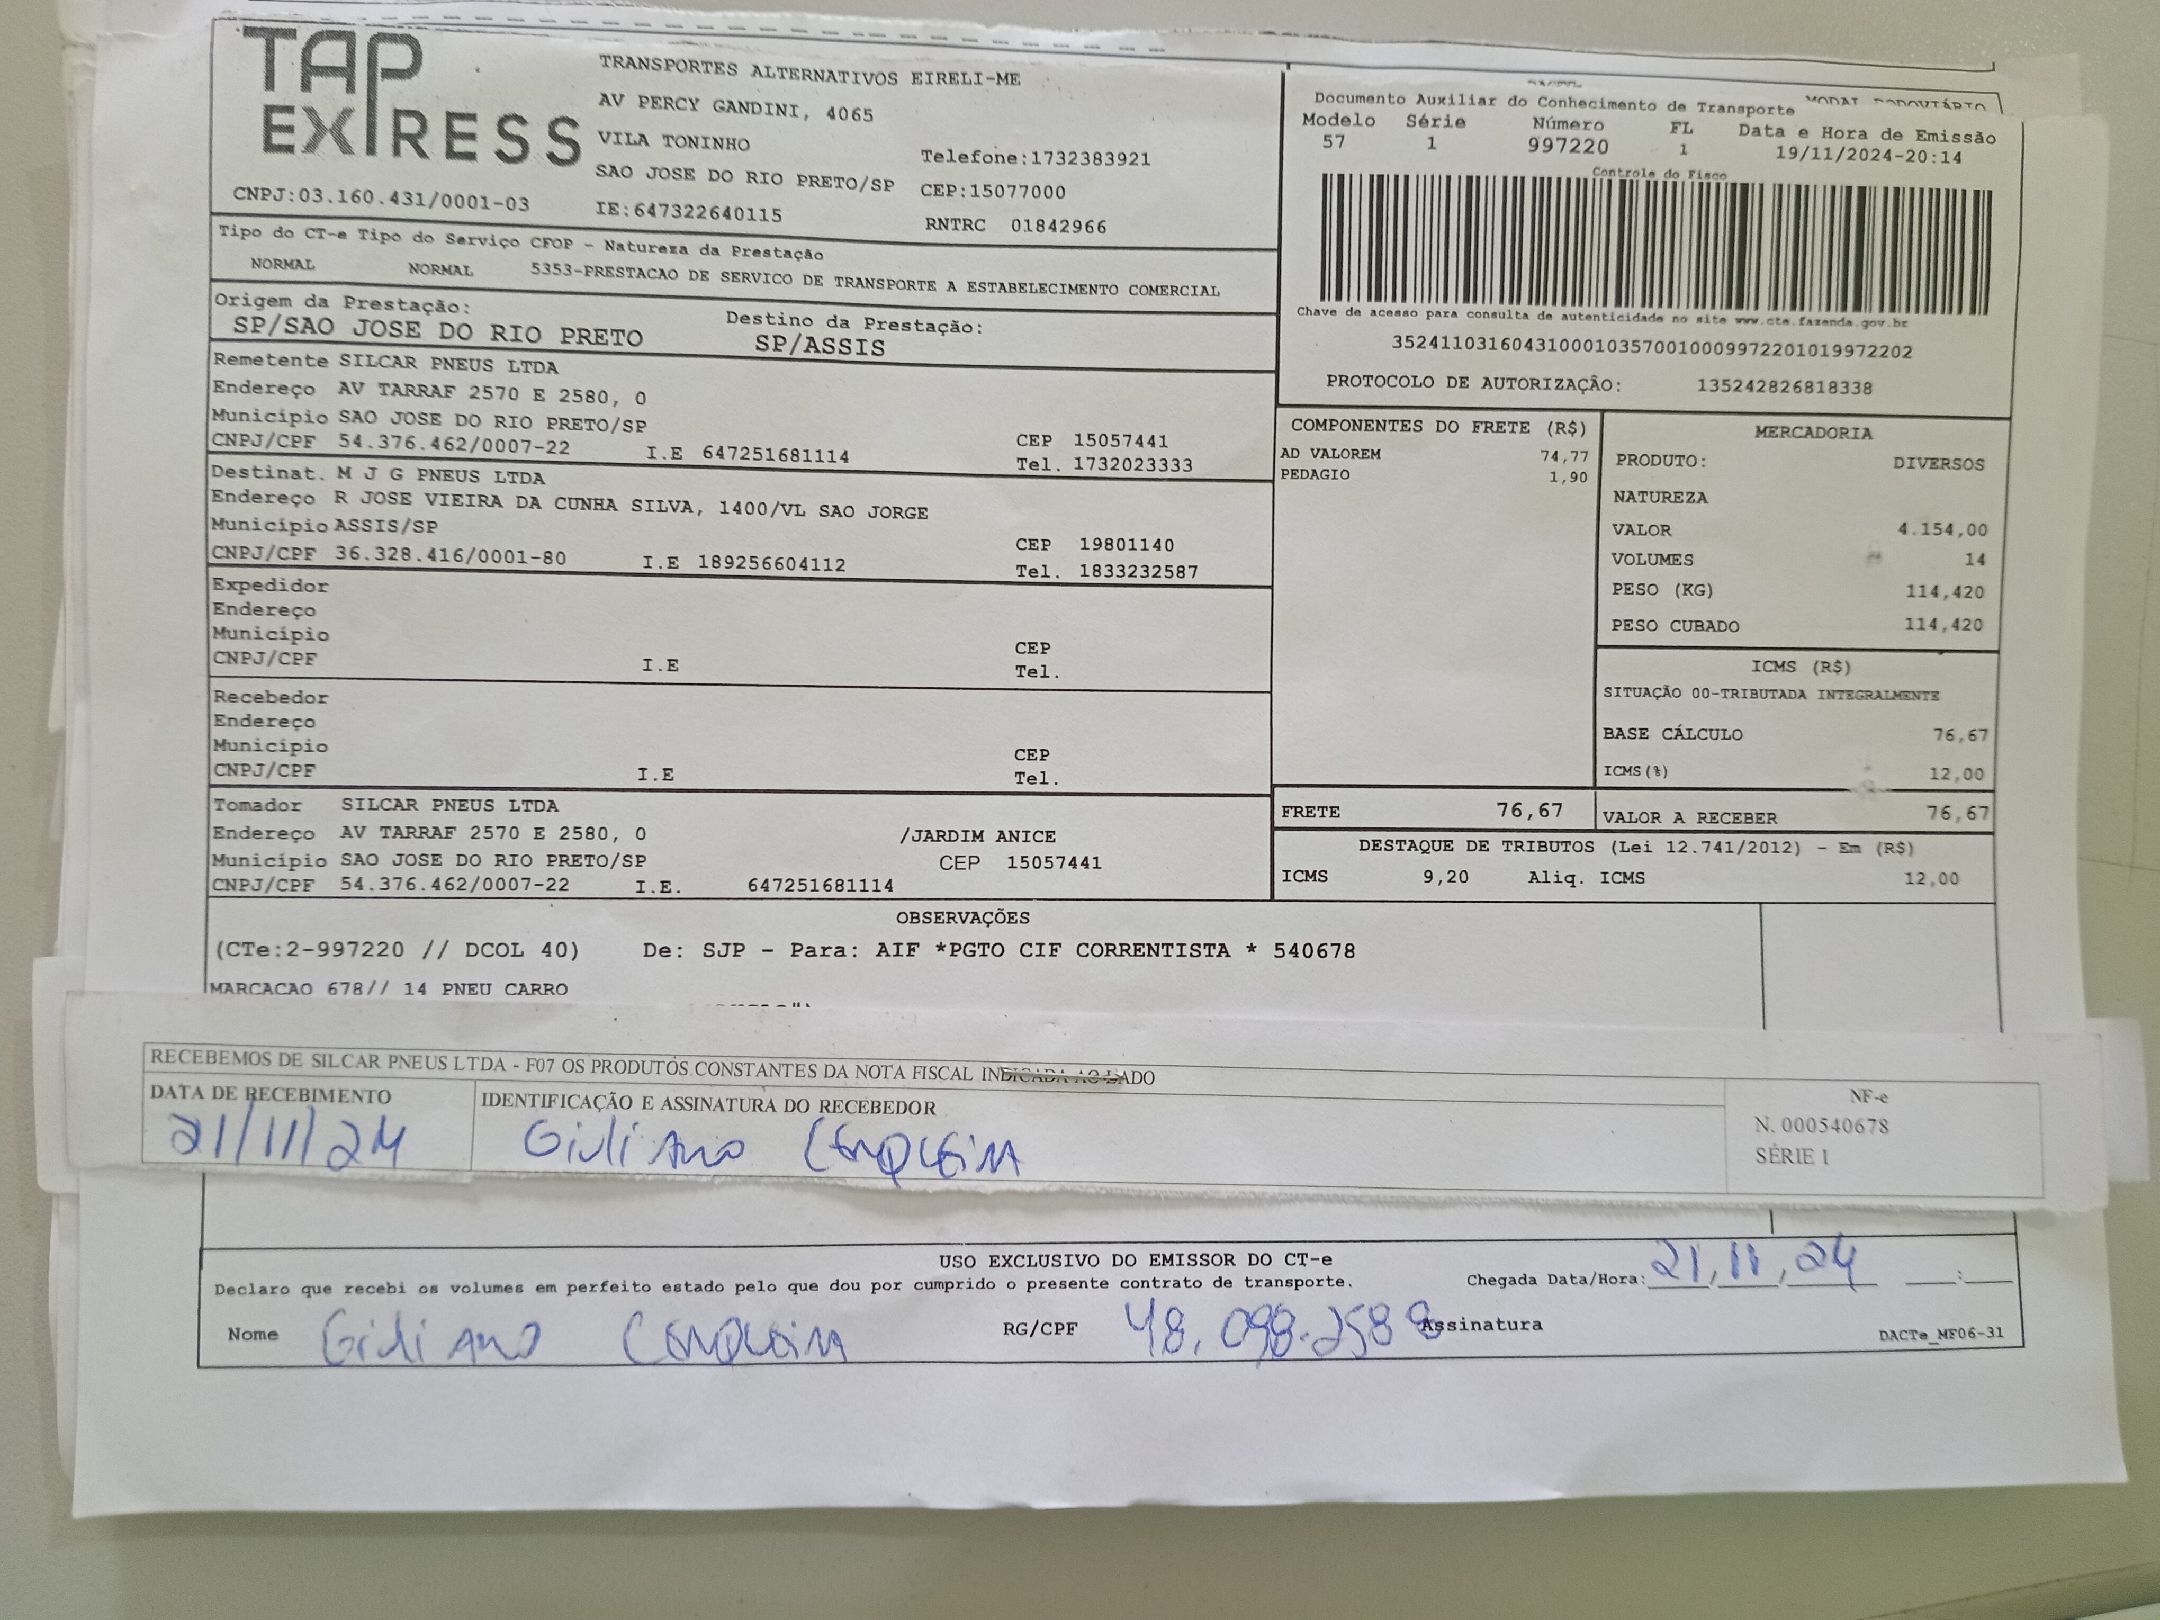 TAP
EXPRESS
TRANSPORTES ALTERNATIVOS EIRELI-ME
AV PERCY GANDINI, 4065
VILA TONINHO
Telefone:1732383921
SAO JOSE DO RIO PRETO/SP CEP:15077000
CNPJ:03.160.431/0001-03 IE:647322640115 RNTRC 01842966
Documento Auxiliar do Conhecimento de Transporte
Modelo Série Número FL Data e Hora de Emissão
57 1 997220 1 19/11/2024-20:14
Controle do Fisco
Chave de acesso para consulta de autenticidade no site www.cte.fazenda.gov.br
35241103160431000103570010009972201019972202
PROTOCOLO DE AUTORIZAÇÃO: 135242826818338
Tipo do CT-e Tipo do Serviço CFOP - Natureza da Prestação
NORMAL NORMAL 5353-PRESTACAO DE SERVICO DE TRANSPORTE A ESTABELECIMENTO COMERCIAL
Origem da Prestação: Destino da Prestação:
SP/SAO JOSE DO RIO PRETO SP/ASSIS
Remetente SILCAR PNEUS LTDA
Endereço AV TARRAF 2570 E 2580, 0
Município SAO JOSE DO RIO PRETO/SP CEP 15057441
CNPJ/CPF 54.376.462/0007-22 I.E 647251681114 Tel. 1732023333
Destinat. M J G PNEUS LTDA
Endereço R JOSE VIEIRA DA CUNHA SILVA, 1400/VL SAO JORGE
Município ASSIS/SP CEP 19801140
CNPJ/CPF 36.328.416/0001-80 I.E 189256604112 Tel. 1833232587
Expedidor
Endereço
Município CEP
CNPJ/CPF I.E Tel.
Recebedor
Endereço
Município CEP
CNPJ/CPF I.E Tel.
Tomador SILCAR PNEUS LTDA
Endereço AV TARRAF 2570 E 2580, 0 /JARDIM ANICE
Município SAO JOSE DO RIO PRETO/SP CEP 15057441
CNPJ/CPF 54.376.462/0007-22 I.E. 647251681114
COMPONENTES DO FRETE (R$)
AD VALOREM 74,77
PEDAGIO 1,90
MERCADORIA
PRODUTO: DIVERSOS
NATUREZA
VALOR 4.154,00
VOLUMES 14
PESO (KG) 114,420
PESO CUBADO 114,420
ICMS (R$)
SITUAÇÃO 00-TRIBUTADA INTEGRALMENTE
BASE CÁLCULO 76,67
ICMS(%) 12,00
FRETE 76,67 VALOR A RECEBER 76,67
DESTAQUE DE TRIBUTOS (Lei 12.741/2012) - Em (R$)
ICMS 9,20 Aliq. ICMS 12,00
OBSERVAÇÕES
(CTe:2-997220 // DCOL 40) De: SJP - Para: AIF *PGTO CIF CORRENTISTA * 540678
MARCACAO 678// 14 PNEU CARRO
RECEBEMOS DE SILCAR PNEUS LTDA - F07 OS PRODUTOS CONSTANTES DA NOTA FISCAL INDICADA AO LADO
DATA DE RECEBIMENTO IDENTIFICAÇÃO E ASSINATURA DO RECEBEDOR
21/11/24 Giuliano Cerqueira
NF-e
N. 000540678
SÉRIE 1
USO EXCLUSIVO DO EMISSOR DO CT-e
Declaro que recebi os volumes em perfeito estado pelo que dou por cumprido o presente contrato de transporte. Chegada Data/Hora: 21,11,24 :
Nome Giuliano Cerqueira RG/CPF 48.098.258 8 Assinatura
DACTe_MF06-31